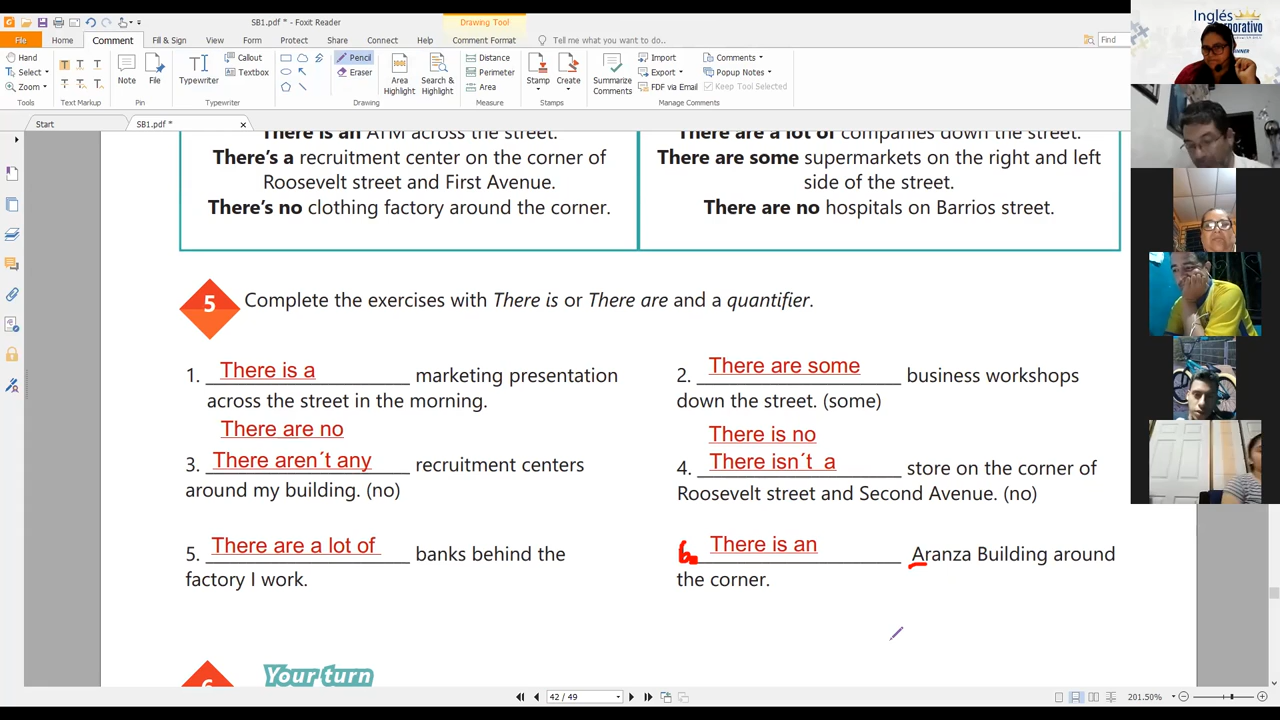 SB1.pdf * - Foxit Reader
Drawing Tool
File Home Comment Fill & Sign View Form Protect Share Connect Help Comment Format Tell me what you want to do.. Find
Hand Select Zoom Tools
T T T T T T Text Markup
Note File Pin
Typewriter Callout Textbox Typewriter
Pencil Eraser Drawing
Area Highlight Search & Highlight Distance Perimeter Area Measure
Stamp Create Stamps
Summarize Comments Import Export FDF via Email Comments Popup Notes Keep Tool Selected Manage Comments
Start SB1.pdf *
There is an ATM across the street.
There's a recruitment center on the corner of
Roosevelt street and First Avenue.
There's no clothing factory around the corner.
There are a lot of companies down the street.
There are some supermarkets on the right and left
side of the street.
There are no hospitals on Barrios street.
5 Complete the exercises with There is or There are and a quantifier.
1. There is a marketing presentation
across the street in the morning.
2. There are some business workshops
down the street. (some)
There are no
3. There aren´t any recruitment centers
around my building. (no)
There is no
4. There isn´t a store on the corner of
Roosevelt street and Second Avenue. (no)
5. There are a lot of banks behind the
factory I work.
6. There is an Aranza Building around
the corner.
6 Your turn
42 / 49
201.50%
Inglés